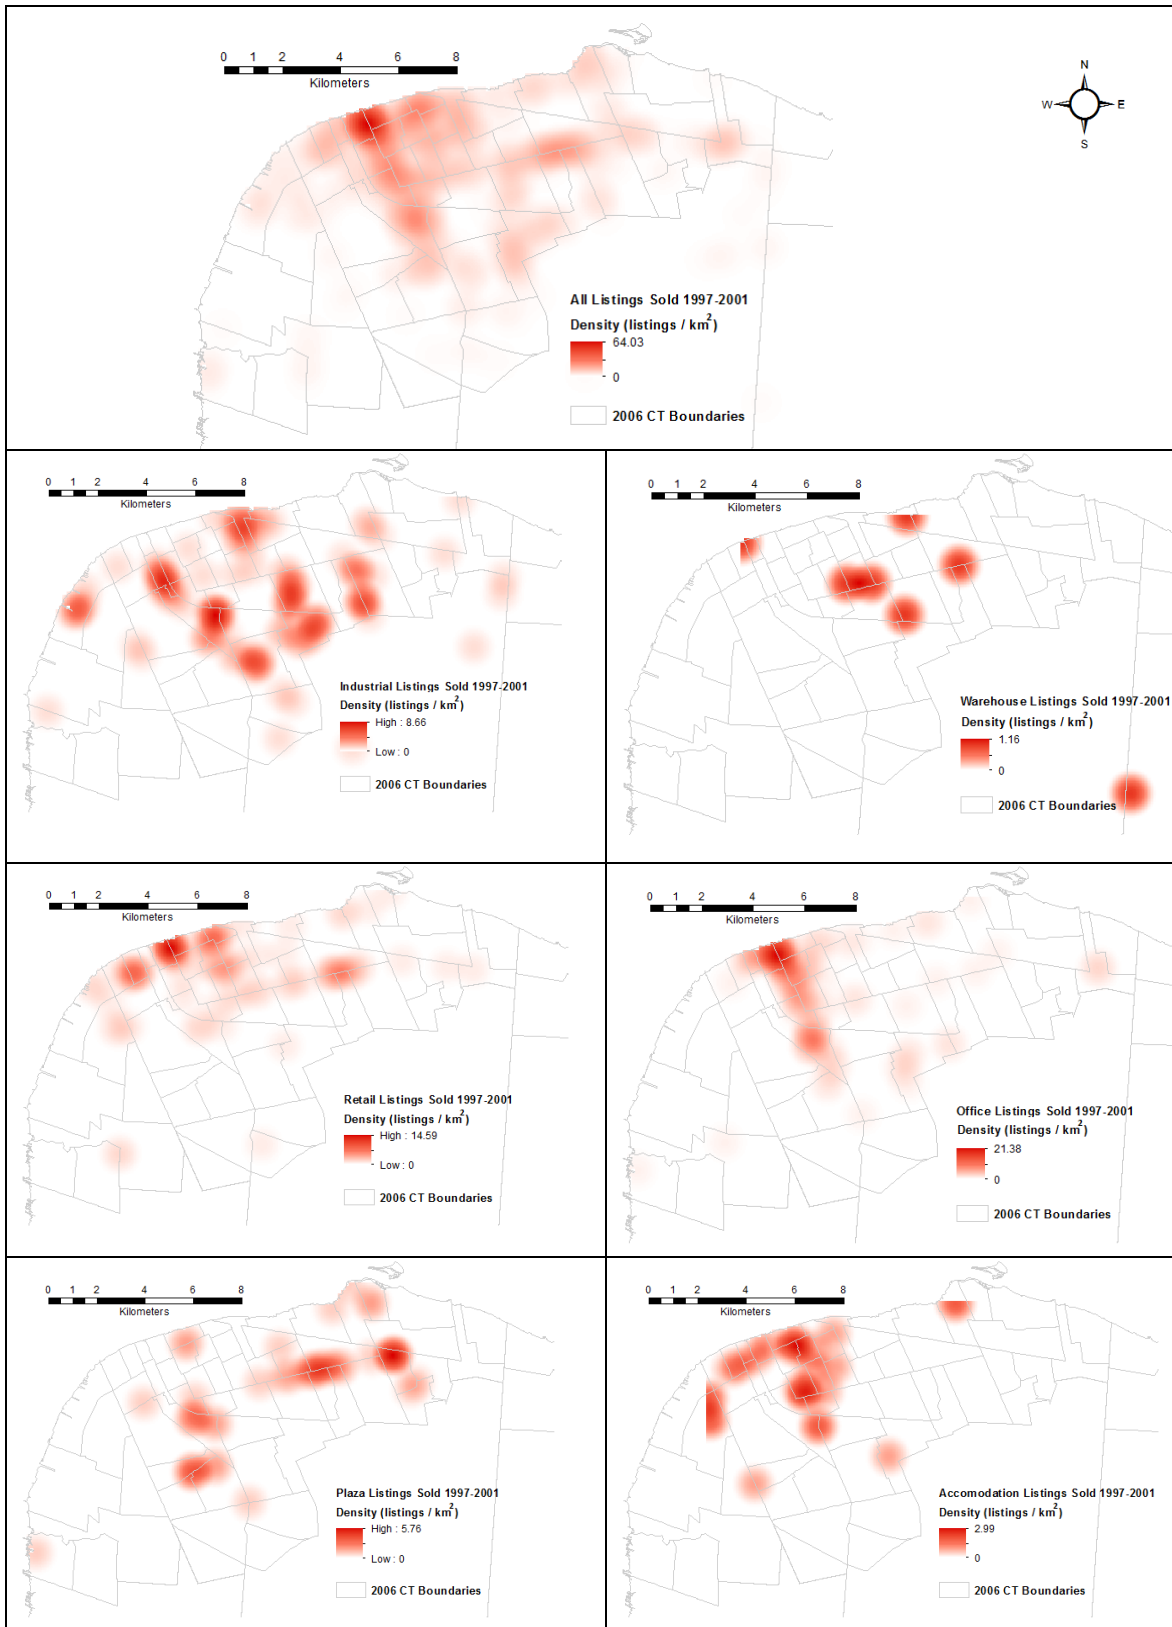 0 1 2 4 6 8
Kilometers
N
W E
S
All Listings Sold 1997-2001
Density (listings / km²)
64.03
0
2006 CT Boundaries
0 1 2 4 6 8
Kilometers
Industrial Listings Sold 1997-2001
Density (listings / km²)
High : 8.66
Low : 0
2006 CT Boundaries
0 1 2 4 6 8
Kilometers
Warehouse Listings Sold 1997-2001
Density (listings / km²)
1.16
0
2006 CT Boundaries
0 1 2 4 6 8
Kilometers
Retail Listings Sold 1997-2001
Density (listings / km²)
High : 14.59
Low : 0
2006 CT Boundaries
0 1 2 4 6 8
Kilometers
Office Listings Sold 1997-2001
Density (listings / km²)
21.38
0
2006 CT Boundaries
0 1 2 4 6 8
Kilometers
Plaza Listings Sold 1997-2001
Density (listings / km²)
High : 5.76
Low : 0
2006 CT Boundaries
0 1 2 4 6 8
Kilometers
Accomodation Listings Sold 1997-2001
Density (listings / km²)
2.99
0
2006 CT Boundaries